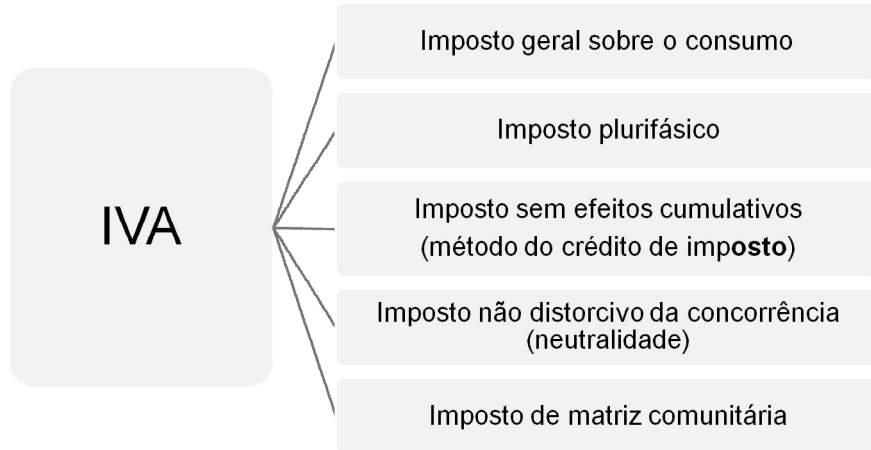 IVA
Imposto geral sobre o consumo
Imposto plurifásico
Imposto sem efeitos cumulativos
(método do crédito de imposto)
Imposto não distorcivo da concorrência
(neutralidade)
Imposto de matriz comunitária